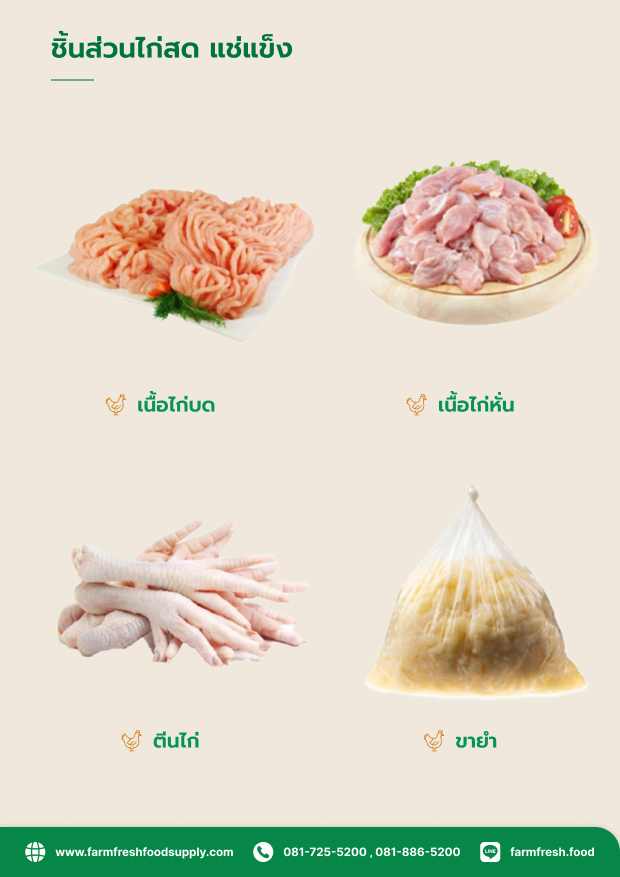 ชิ้นส่วนไก่สด แช่แข็ง
เนื้อไก่บด
เนื้อไก่หั่น
ตีนไก่
ขายำ
www.farmfreshfoodsupply.com
081-725-5200 , 081-886-5200
LINE
farmfresh.food